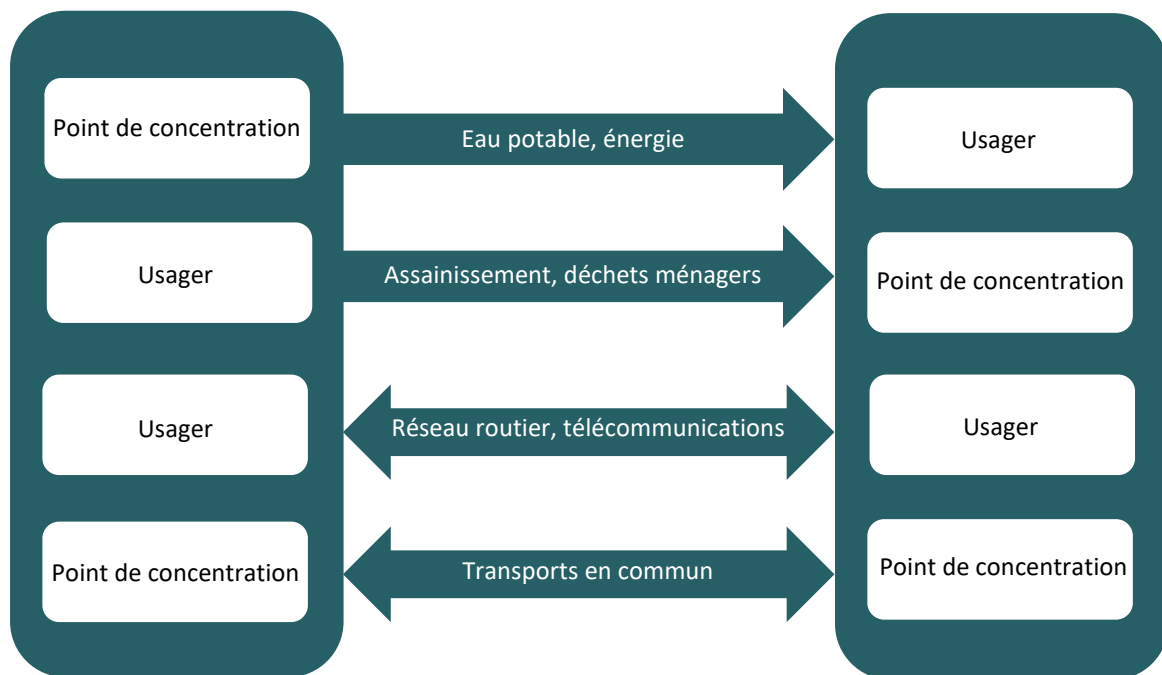 Point de concentration
Eau potable, énergie
Usager
Usager
Assainissement, déchets ménagers
Point de concentration
Usager
Réseau routier, télécommunications
Usager
Point de concentration
Transports en commun
Point de concentration